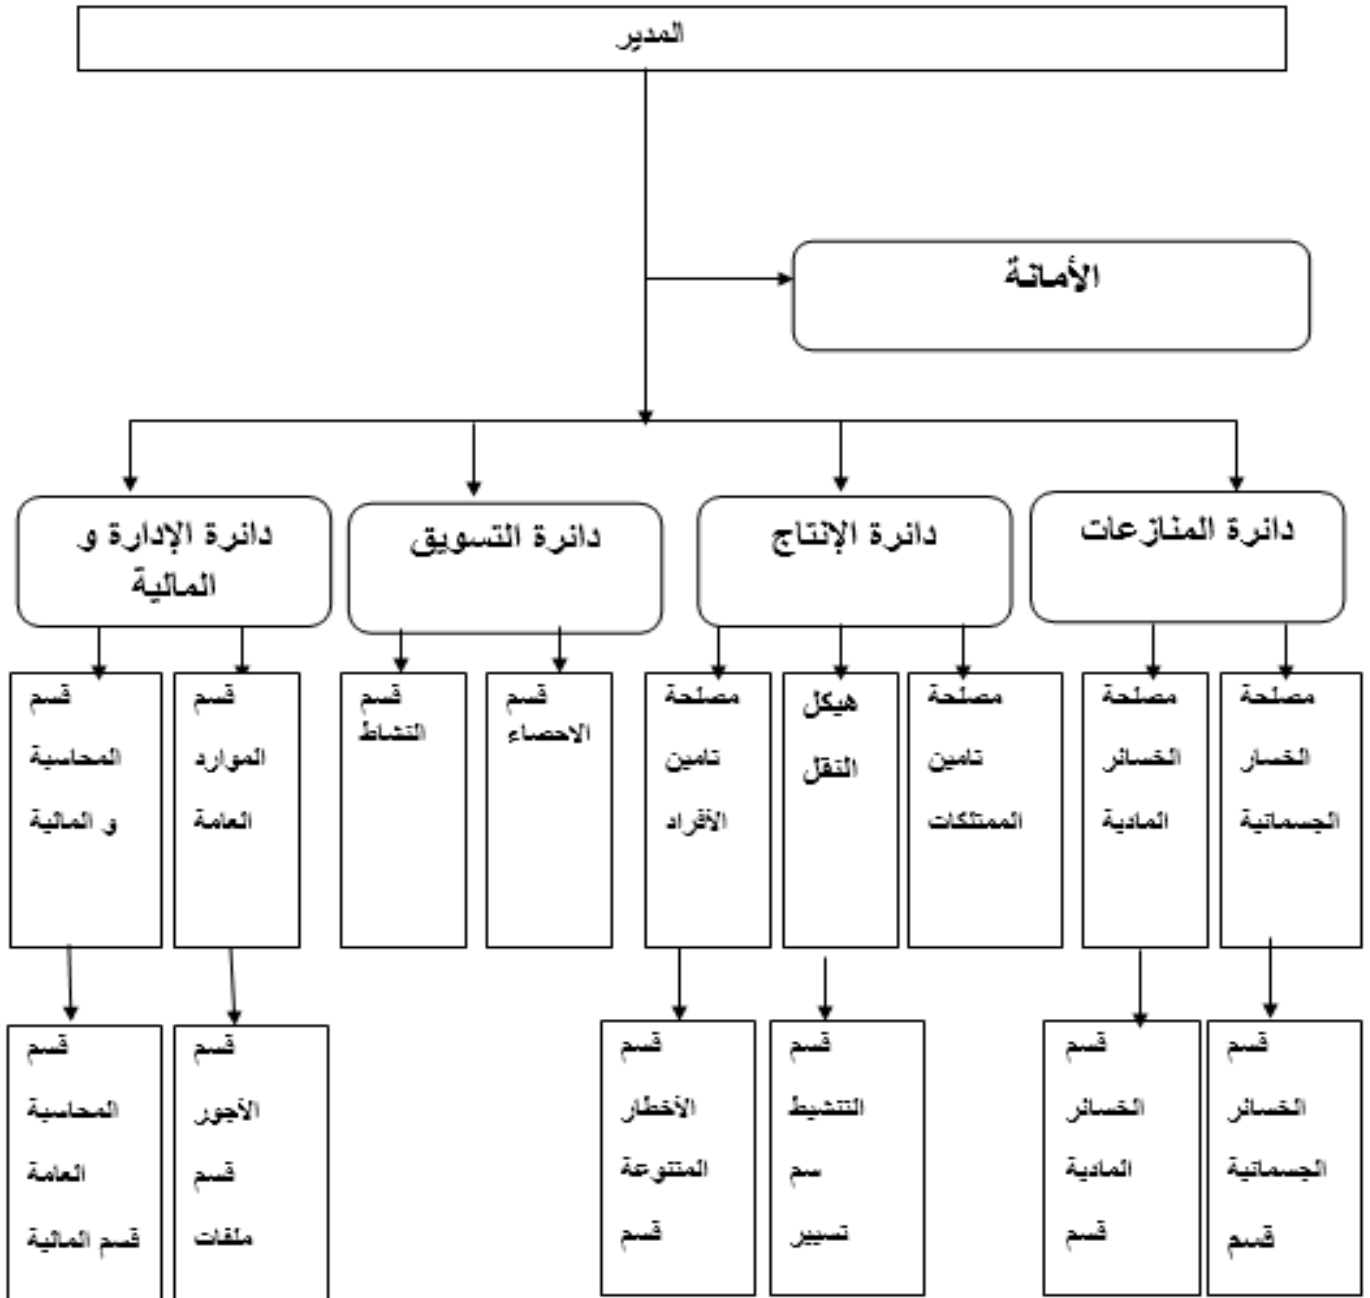 المدير
الأمانة
دائرة المنازعات
دائرة الإنتاج
دائرة التسويق
دائرة الإدارة و
المالية
مصلحة
الخسار
الجسمانية
مصلحة
الخسائر
المادية
مصلحة
تامين
الممتلكات
هيكل
النقل
مصلحة
تامين
الأفراد
قسم
الاحصاء
قسم
النشاط
قسم
الموارد
العامة
قسم
المحاسبة
و المالية
قسم
الخسائر
الجسمانية
قسم
قسم
الخسائر
المادية
قسم
قسم
التنشيط
سم
تسيير
قسم
الأخطار
المتنوعة
قسم
قسم
الأجور
قسم
ملفات
قسم
المحاسبة
العامة
قسم المالية